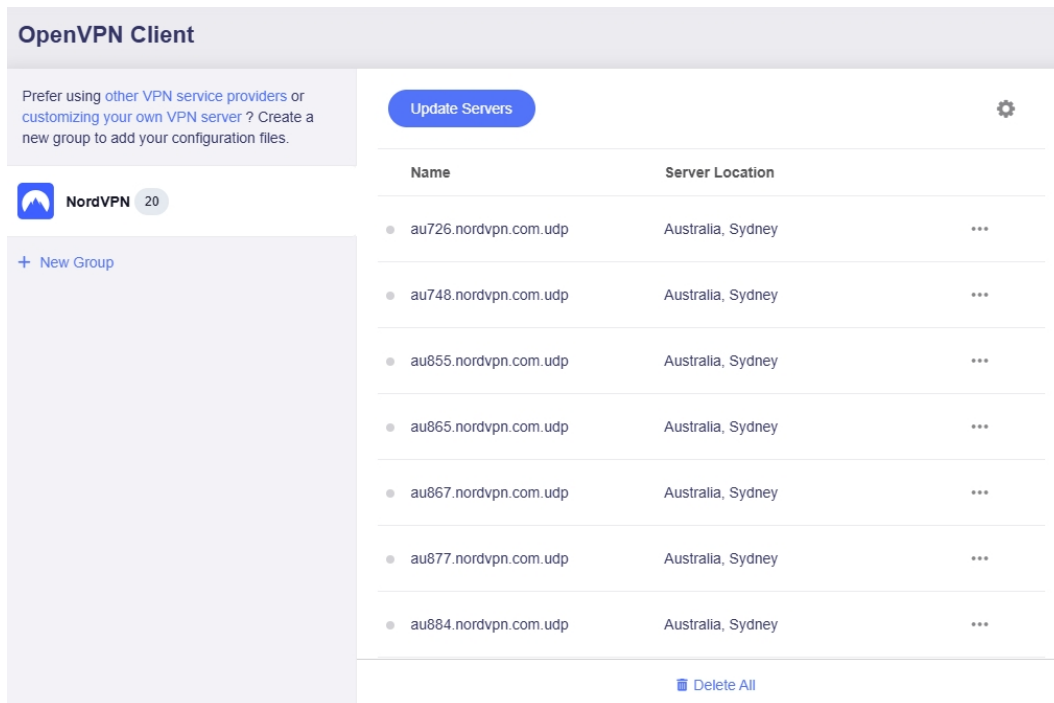 OpenVPN Client
Prefer using other VPN service providers or
customizing your own VPN server ? Create a
new group to add your configuration files.
NordVPN 20
+ New Group
Update Servers
Name Server Location
au726.nordvpn.com.udp Australia, Sydney
au748.nordvpn.com.udp Australia, Sydney
au855.nordvpn.com.udp Australia, Sydney
au865.nordvpn.com.udp Australia, Sydney
au867.nordvpn.com.udp Australia, Sydney
au877.nordvpn.com.udp Australia, Sydney
au884.nordvpn.com.udp Australia, Sydney
Delete All